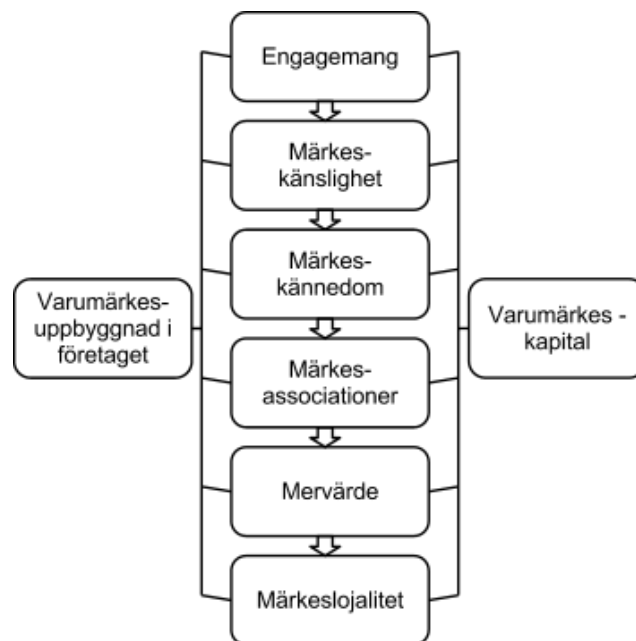 Engagemang
Märkes-
känslighet
Märkes-
kännedom
Varumärkes-
uppbyggnad i
företaget
Varumärkes -
kapital
Märkes-
associationer
Mervärde
Märkeslojalitet